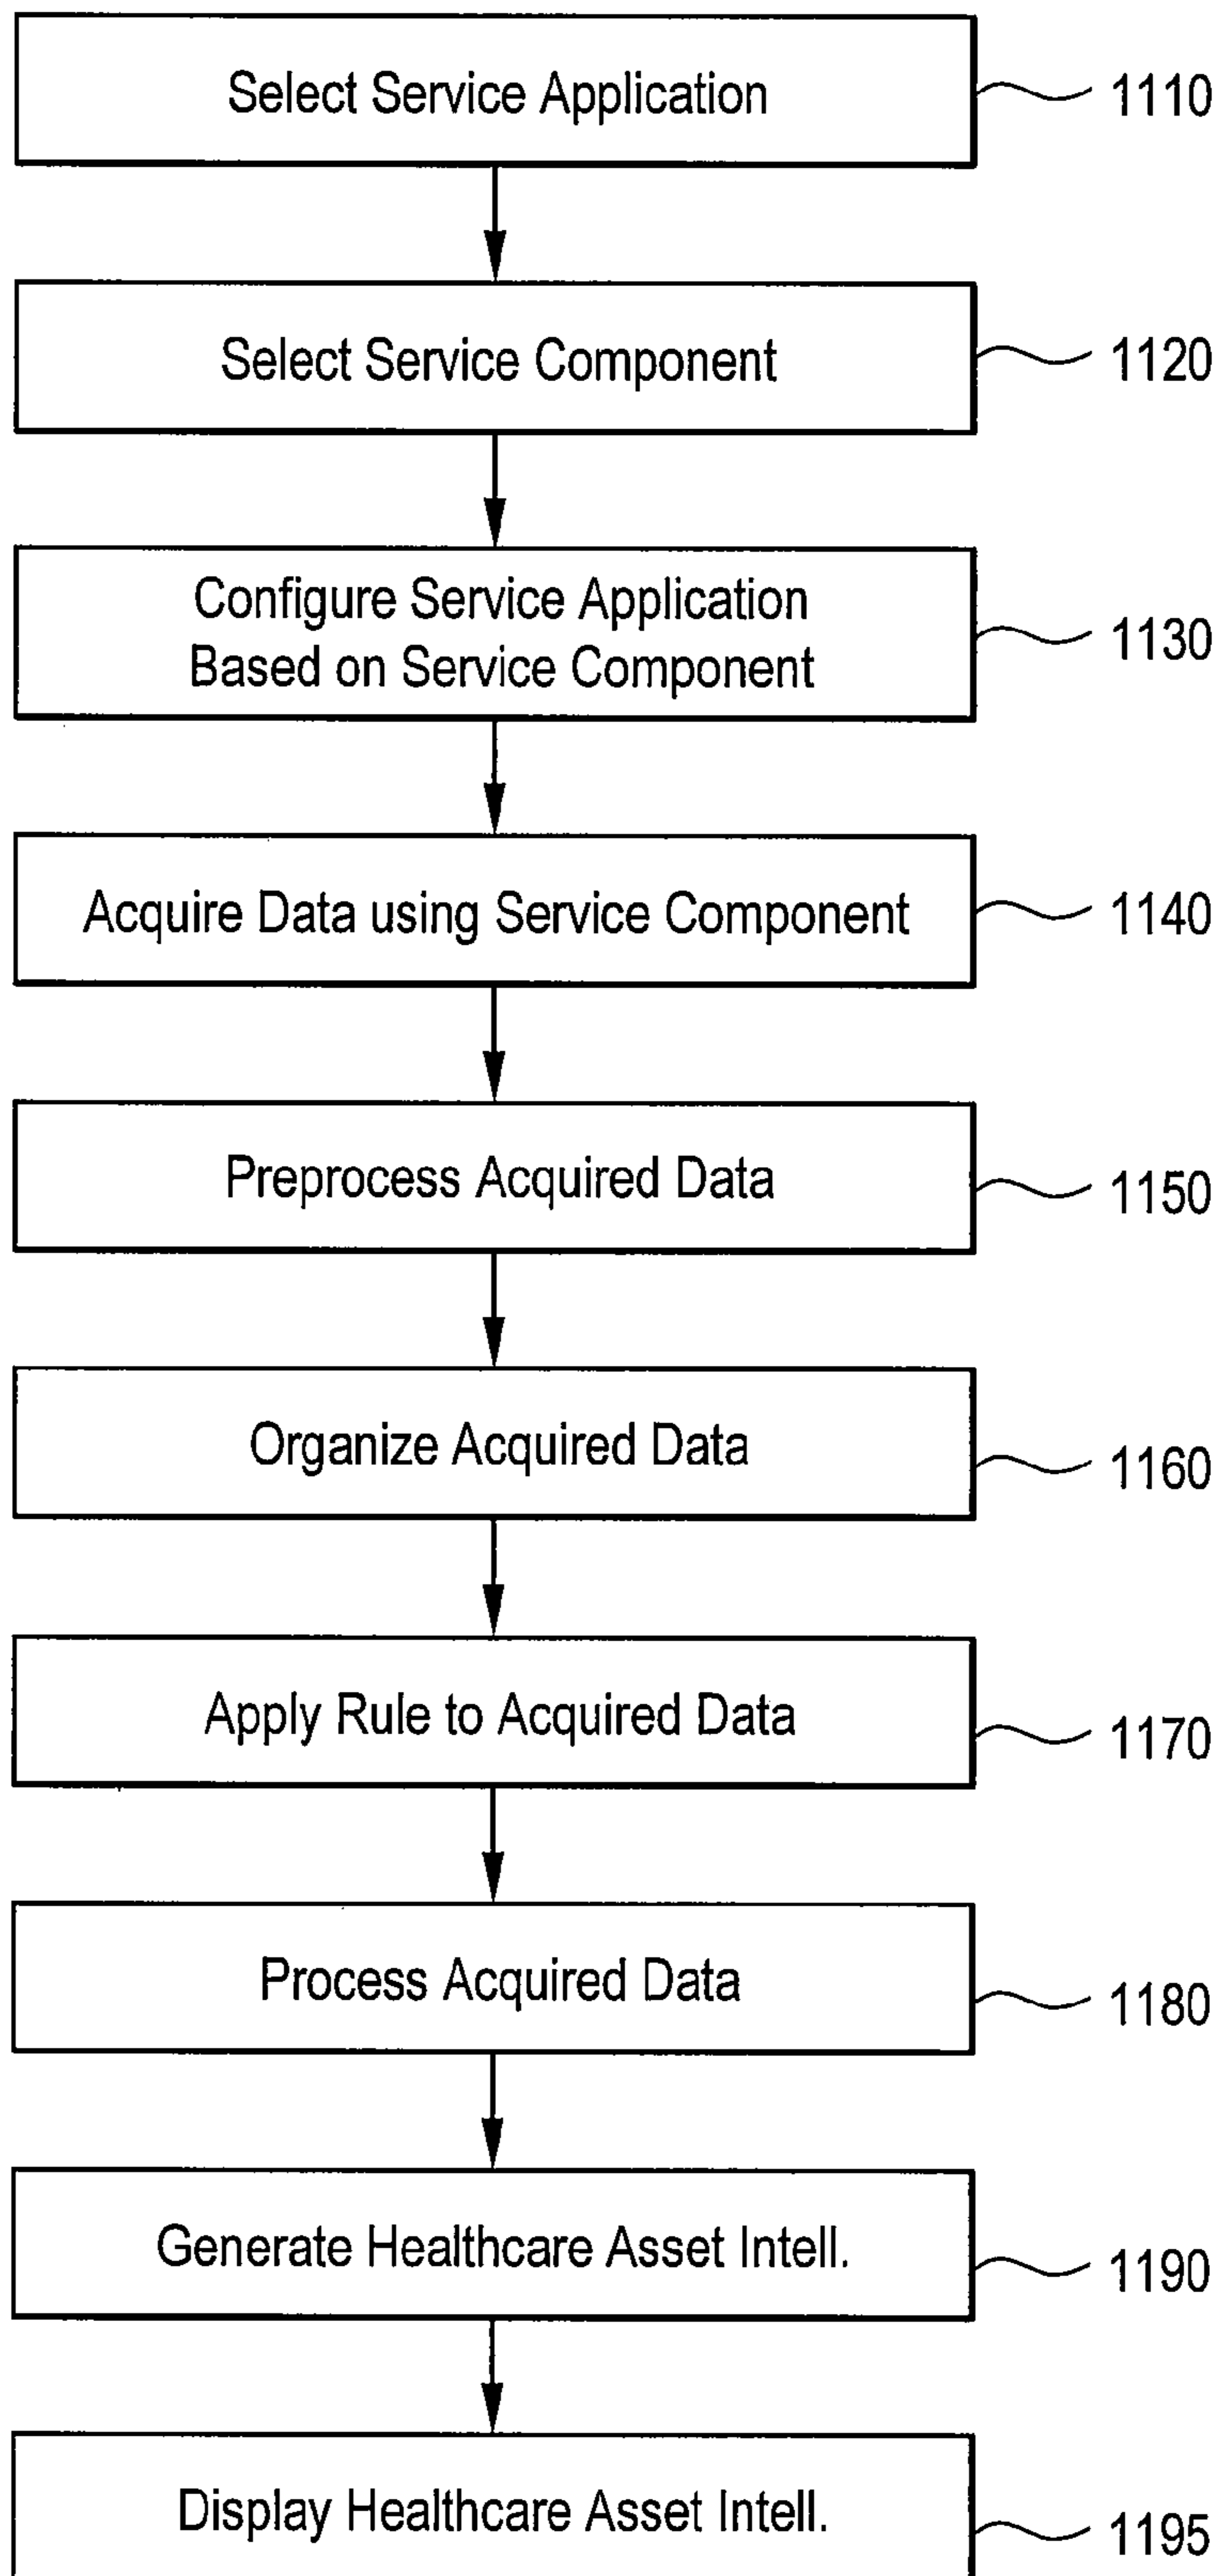 Select Service Application
1110
Select Service Component
1120
Configure Service Application
Based on Service Component
1130
Acquire Data using Service Component
1140
Preprocess Acquired Data
1150
Organize Acquired Data
1160
Apply Rule to Acquired Data
1170
Process Acquired Data
1180
Generate Healthcare Asset Intell.
1190
Display Healthcare Asset Intell.
1195